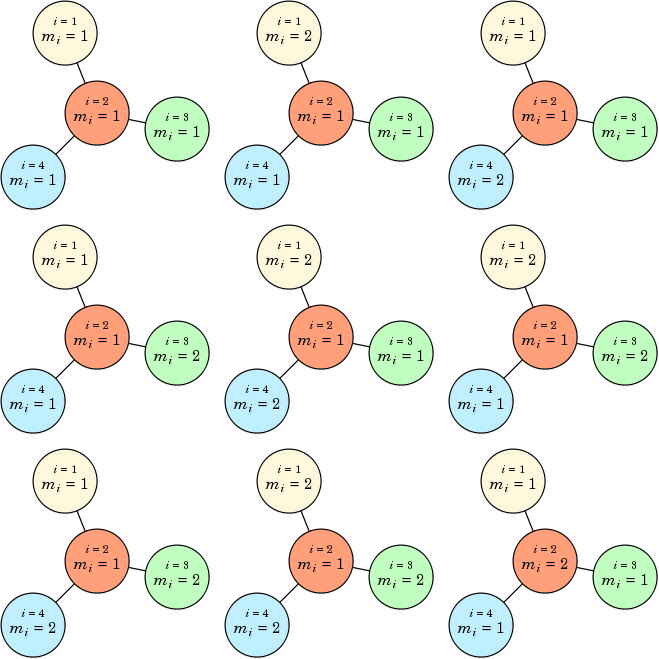 i = 1
m_i = 1
i = 2
m_i = 1
i = 3
m_i = 1
i = 4
m_i = 1
i = 1
m_i = 2
i = 2
m_i = 1
i = 3
m_i = 1
i = 4
m_i = 1
i = 1
m_i = 1
i = 2
m_i = 1
i = 3
m_i = 1
i = 4
m_i = 2
i = 1
m_i = 1
i = 2
m_i = 1
i = 3
m_i = 2
i = 4
m_i = 1
i = 1
m_i = 2
i = 2
m_i = 1
i = 3
m_i = 1
i = 4
m_i = 2
i = 1
m_i = 2
i = 2
m_i = 1
i = 3
m_i = 2
i = 4
m_i = 1
i = 1
m_i = 1
i = 2
m_i = 1
i = 3
m_i = 2
i = 4
m_i = 2
i = 1
m_i = 2
i = 2
m_i = 1
i = 3
m_i = 2
i = 4
m_i = 2
i = 1
m_i = 1
i = 2
m_i = 2
i = 3
m_i = 1
i = 4
m_i = 1